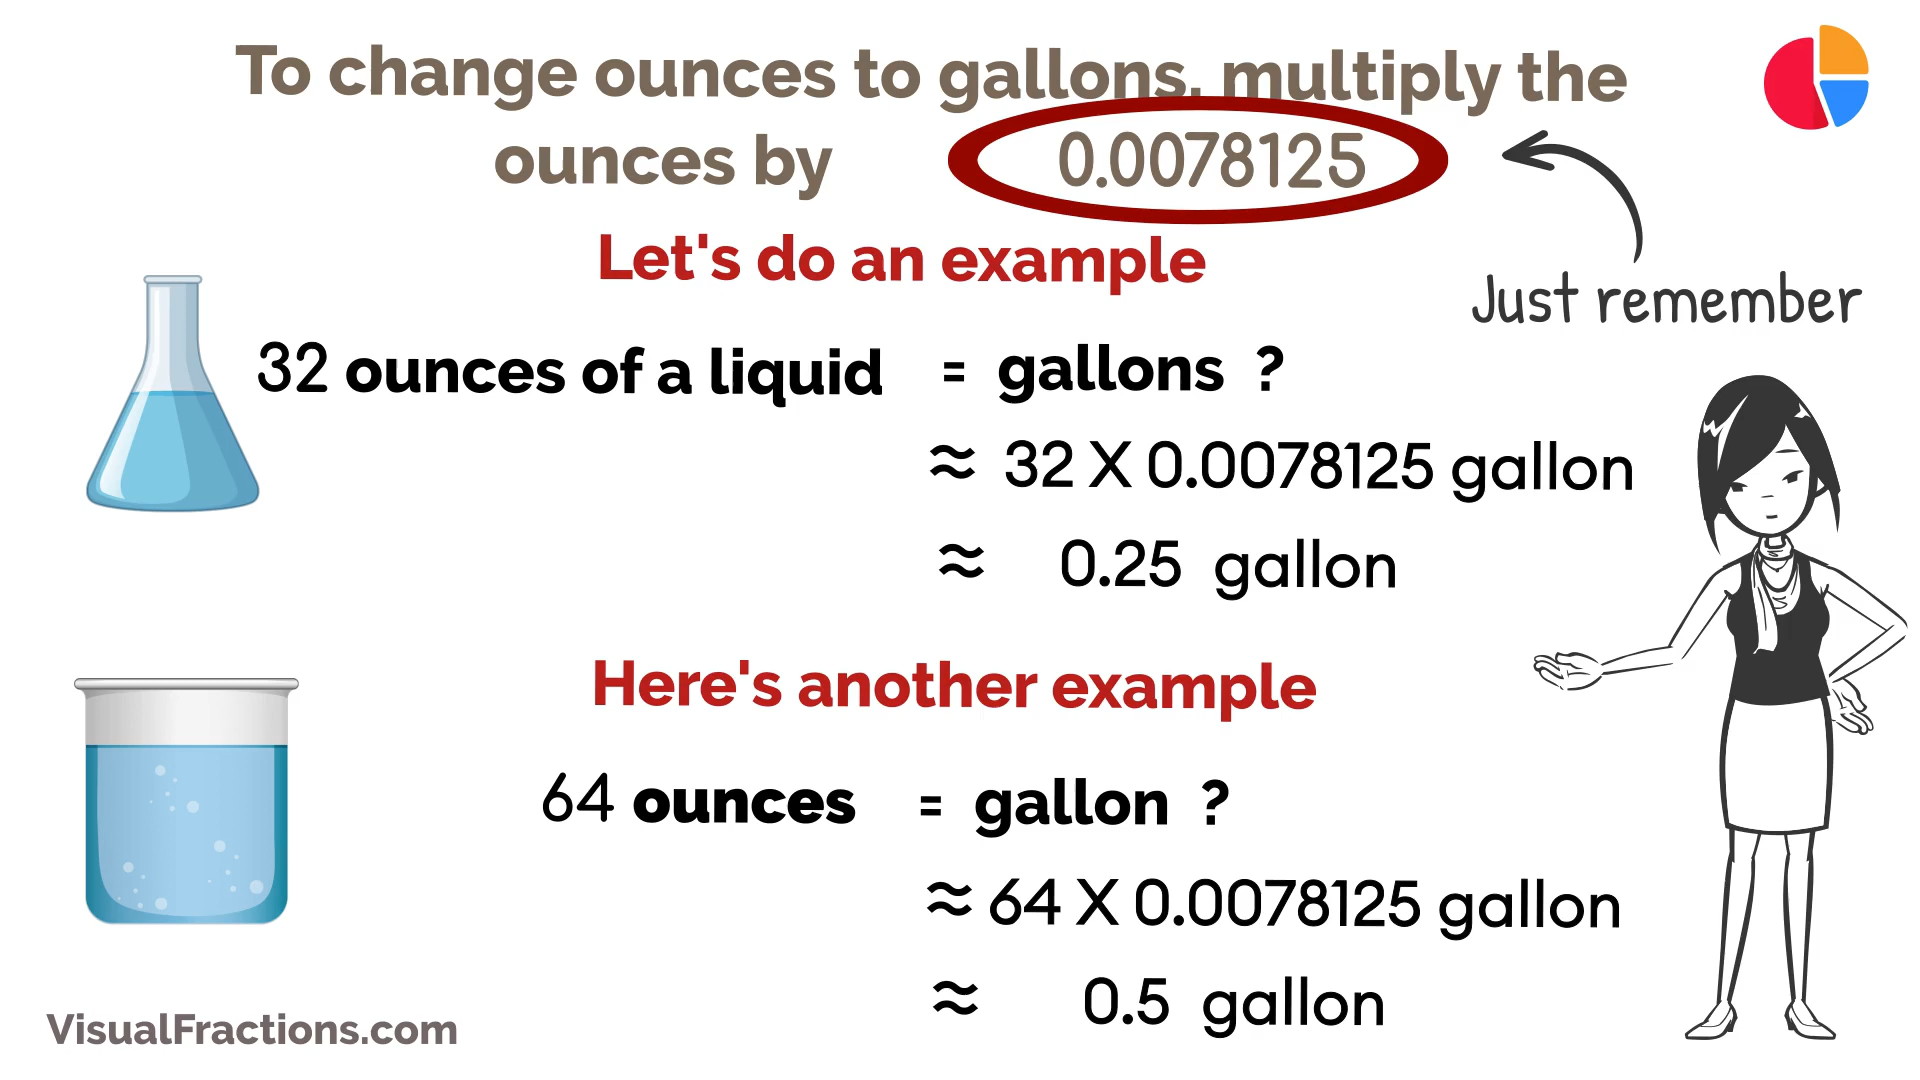 To change ounces to gallons, multiply the
ounces by 0.0078125
Let's do an example
Just remember
32 ounces of a liquid = gallons ?
≈ 32 X 0.0078125 gallon
≈ 0.25 gallon
Here's another example
64 ounces = gallon ?
≈ 64 X 0.0078125 gallon
≈ 0.5 gallon
VisualFractions.com